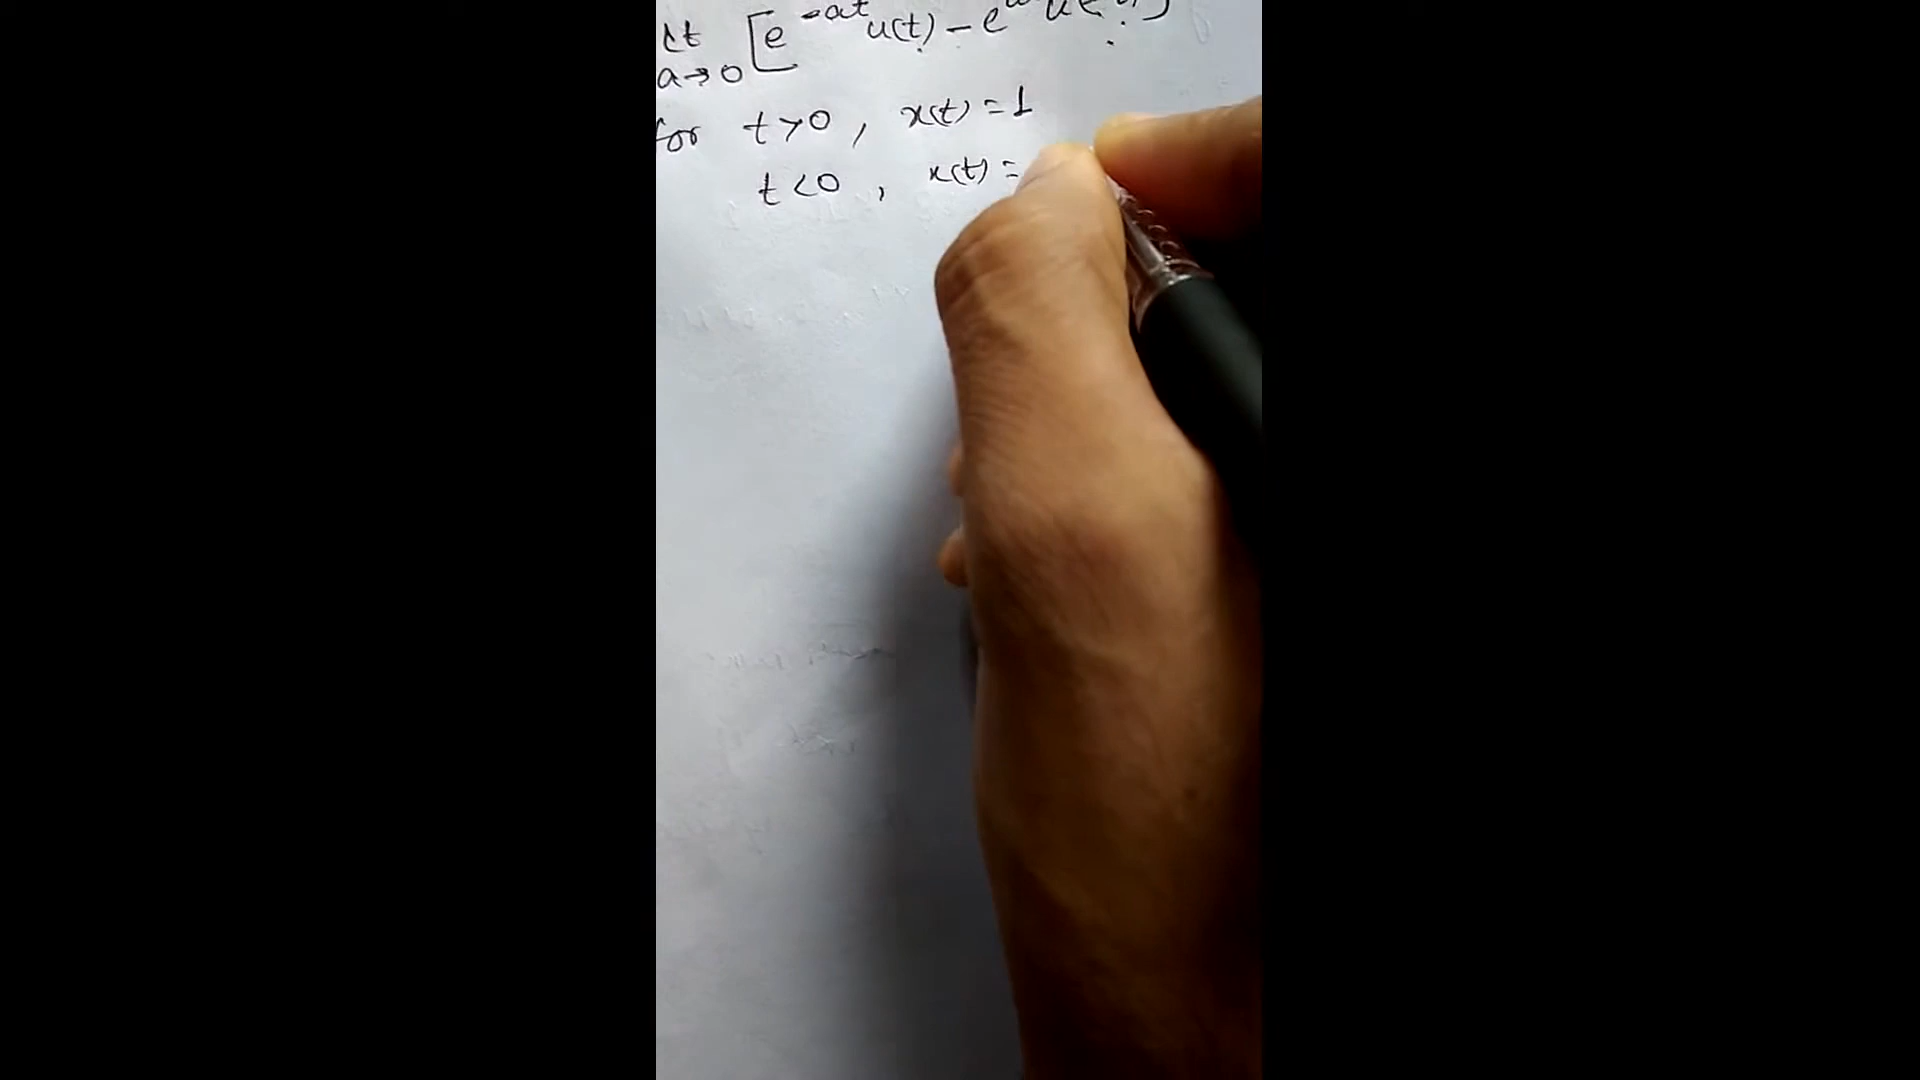 lt [e^-at u(t) - e
a→0
for t>0, x(t) = 1
t<0, x(t) =